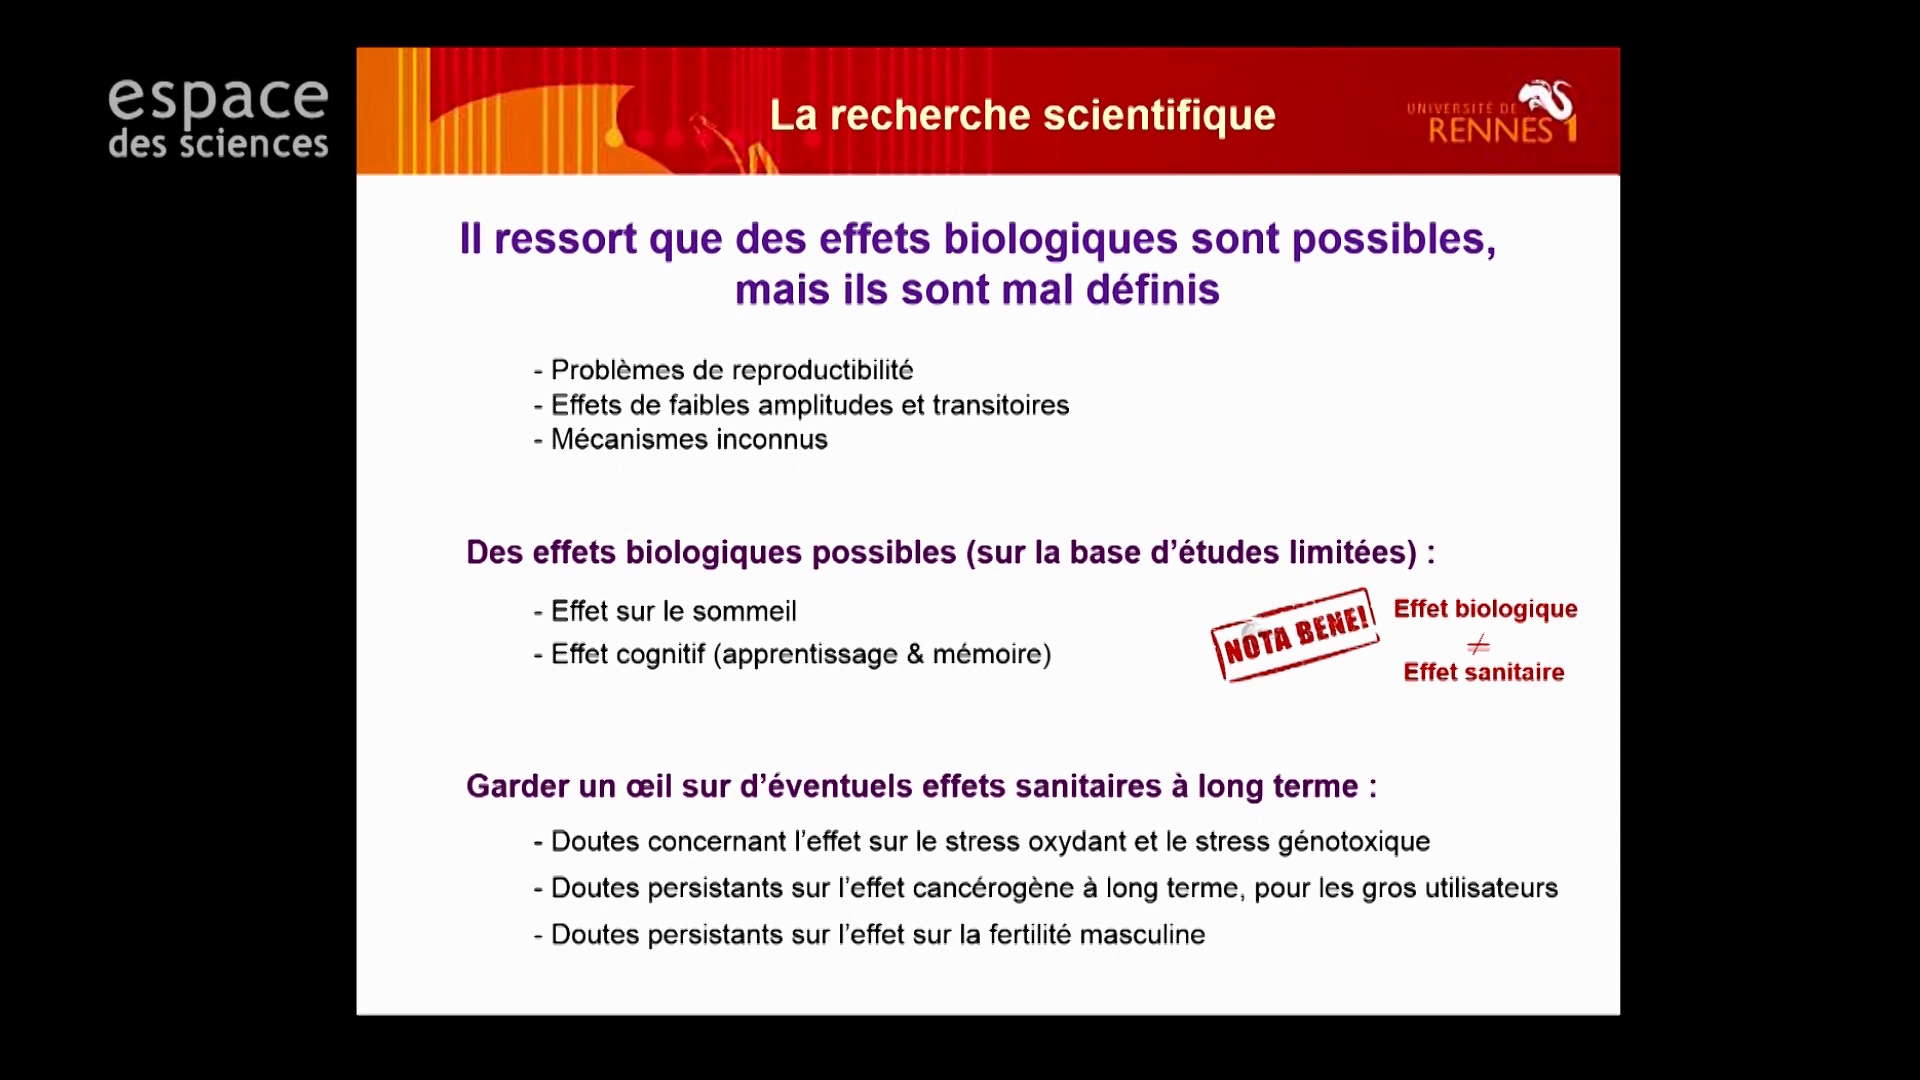 espace
des sciences
La recherche scientifique
UNIVERSITÉ DE
RENNES 1
Il ressort que des effets biologiques sont possibles,
mais ils sont mal définis
- Problèmes de reproductibilité
- Effets de faibles amplitudes et transitoires
- Mécanismes inconnus
Des effets biologiques possibles (sur la base d’études limitées) :
- Effet sur le sommeil
- Effet cognitif (apprentissage & mémoire)
NOTA BENE!
Effet biologique
≠
Effet sanitaire
Garder un œil sur d’éventuels effets sanitaires à long terme :
- Doutes concernant l’effet sur le stress oxydant et le stress génotoxique
- Doutes persistants sur l’effet cancérogène à long terme, pour les gros utilisateurs
- Doutes persistants sur l’effet sur la fertilité masculine